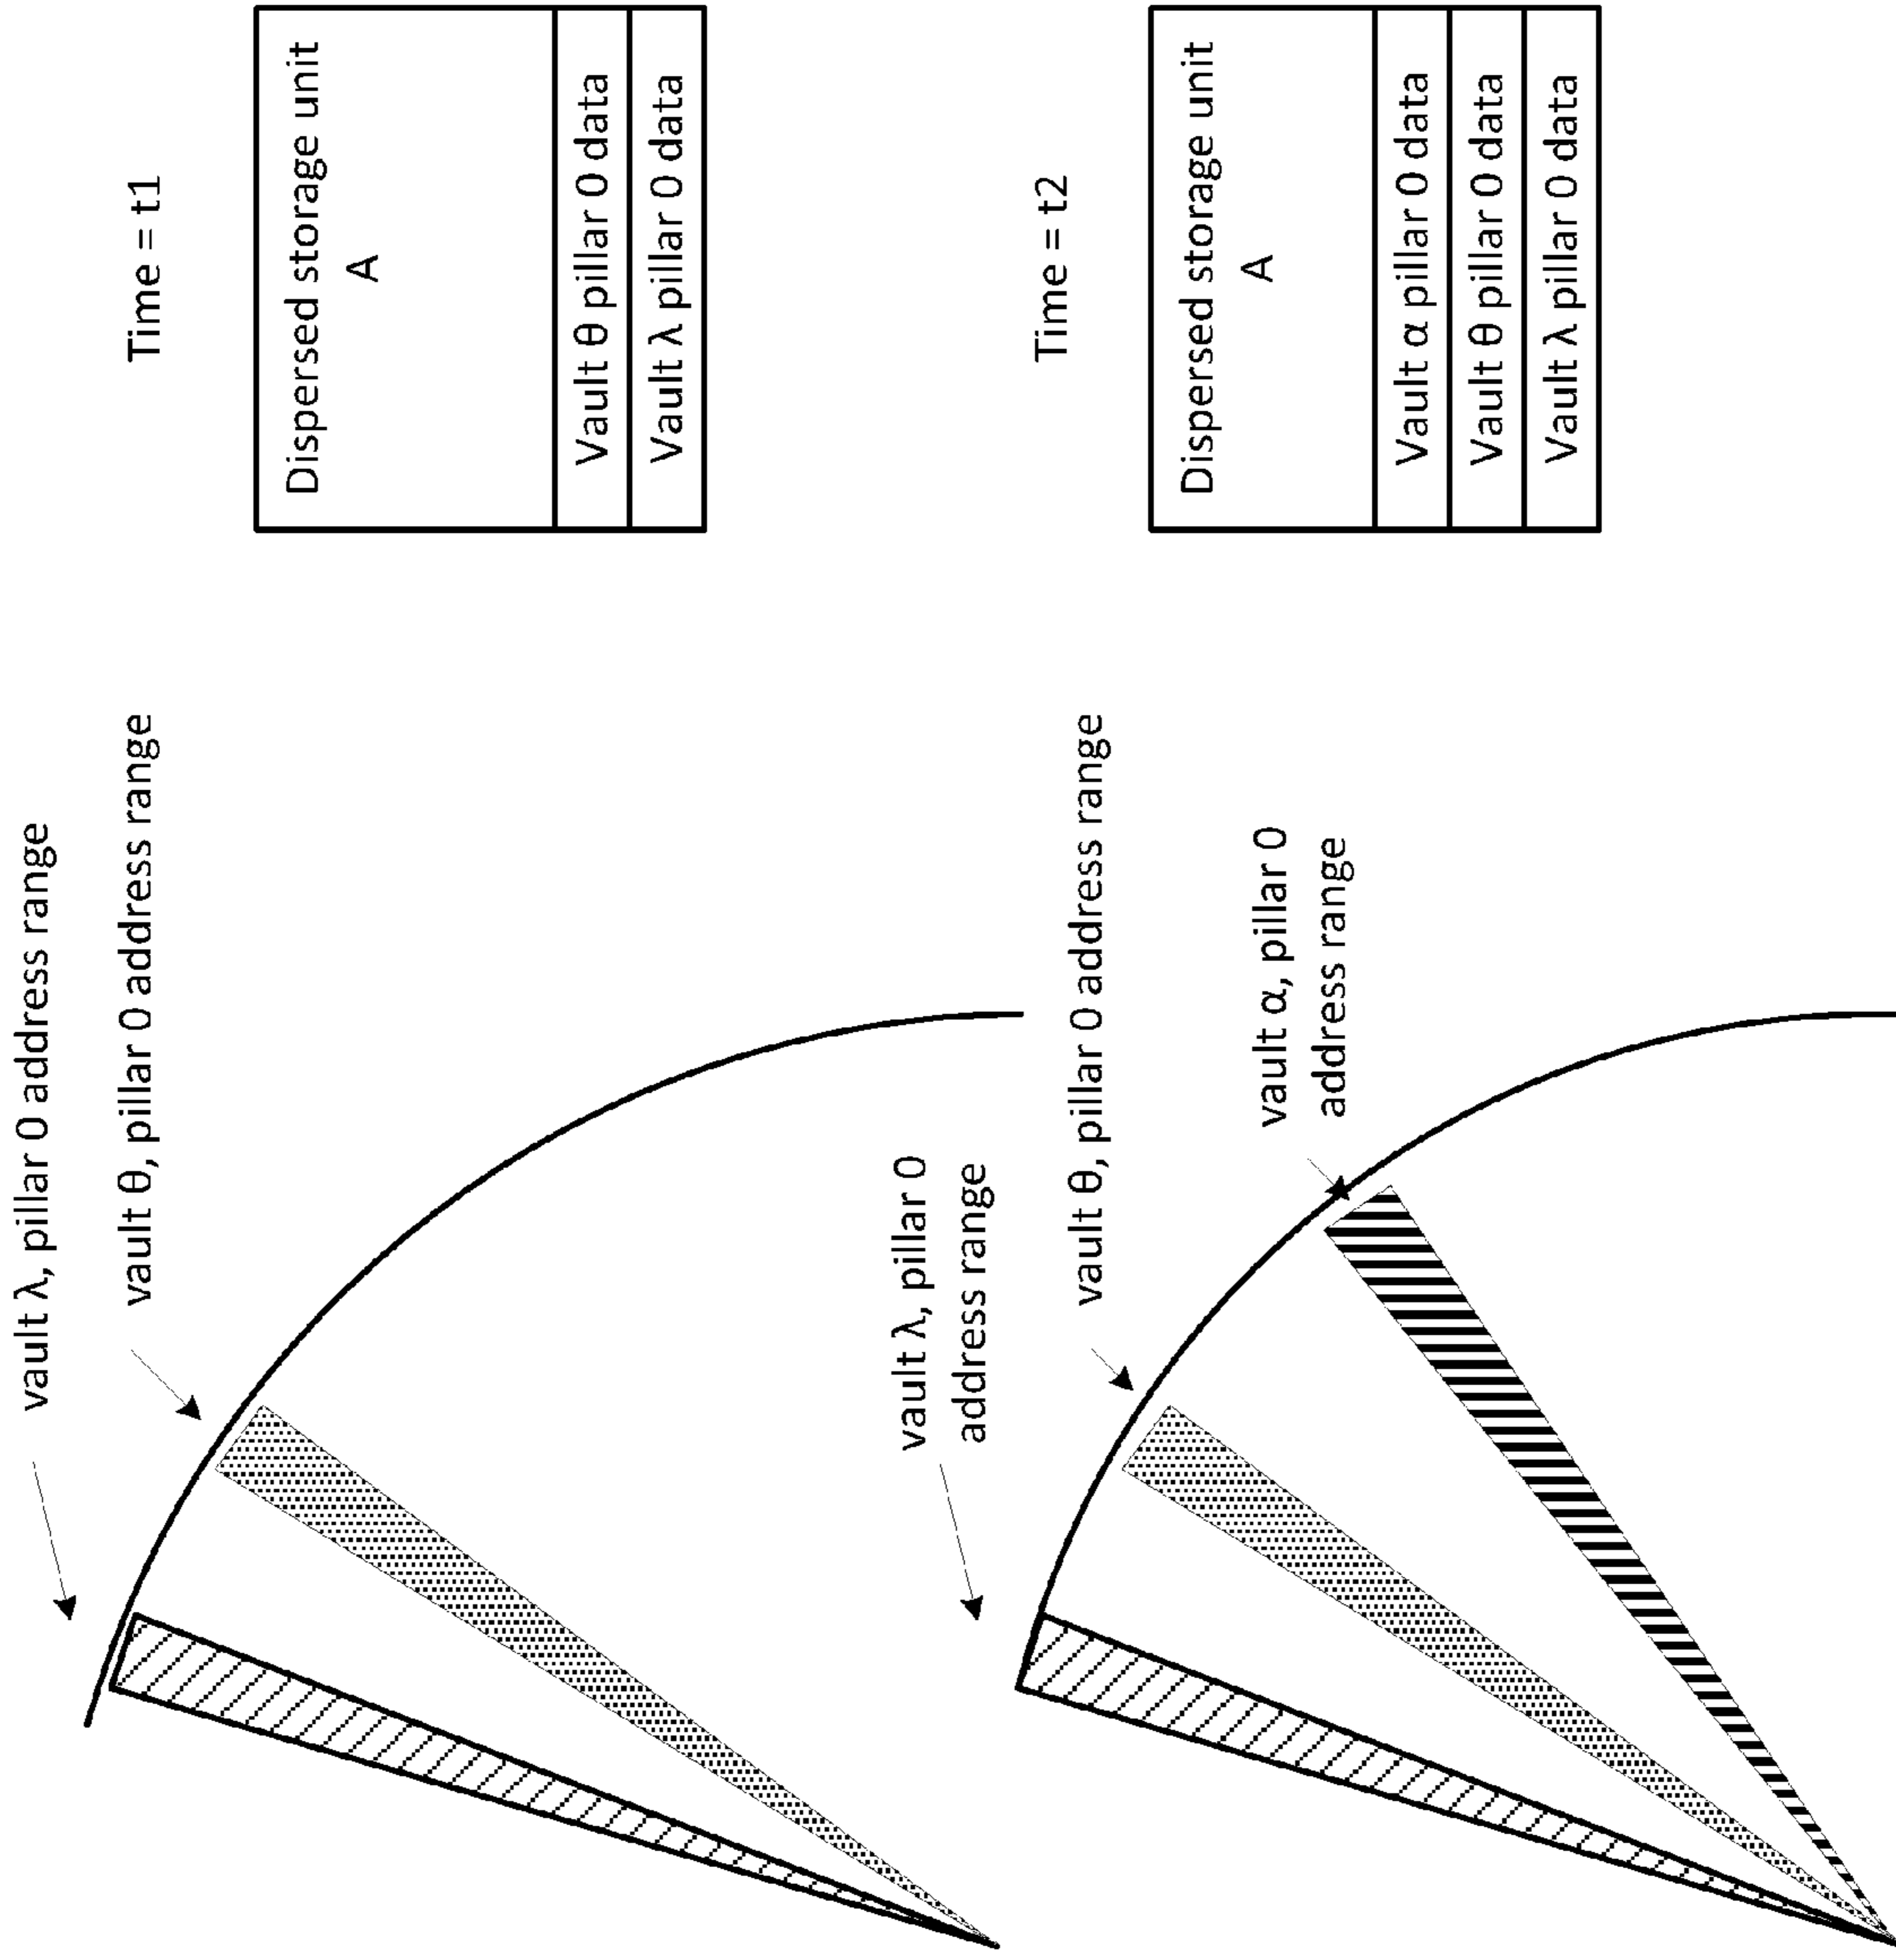 vault λ, pillar 0 address range
vault θ, pillar 0 address range
Time = t1
Dispersed storage unit
A
Vault θ pillar 0 data
Vault λ pillar 0 data
vault λ, pillar 0
address range
vault θ, pillar 0 address range
vault α, pillar 0
address range
Time = t2
Dispersed storage unit
A
Vault α pillar 0 data
Vault θ pillar 0 data
Vault λ pillar 0 data